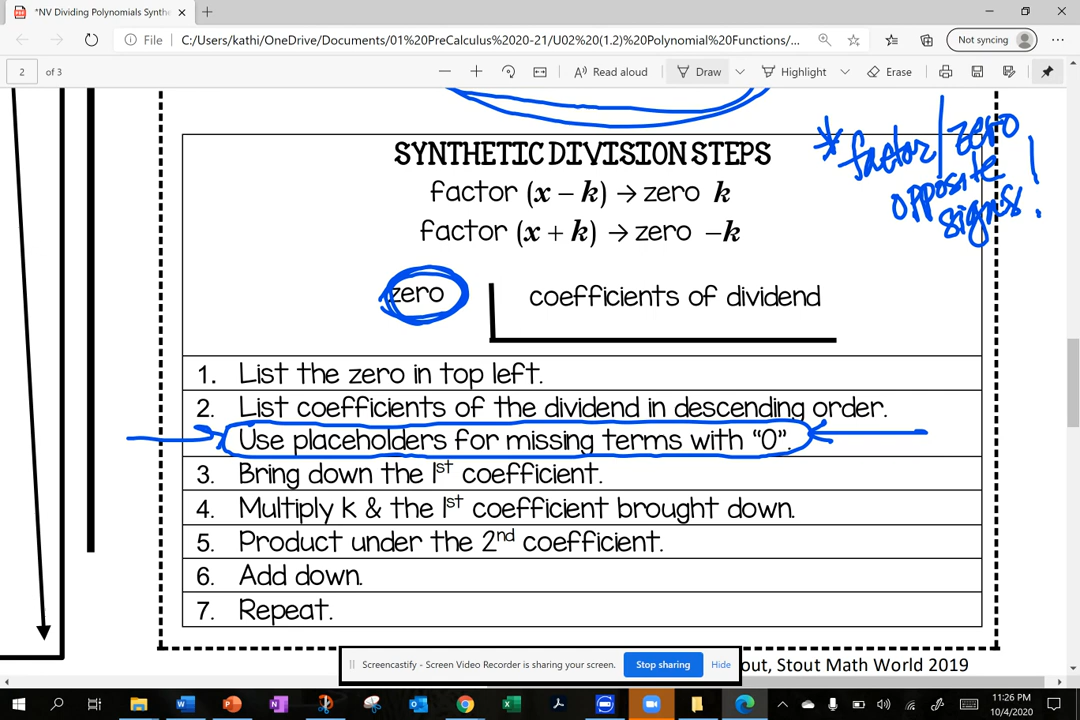 *NV Dividing Polynomials Synthe
File
C:/Users/kathi/OneDrive/Documents/01%20PreCalculus%2020-21/U02%20(1.2)%20Polynomial%20Functions/...
Not syncing
2 of 3
Read aloud
Draw
Highlight
Erase
SYNTHETIC DIVISION STEPS
* factor/zero
opposite
signs!
factor (x – k) → zero k
factor (x + k) → zero –k
zero
coefficients of dividend
1. List the zero in top left.
2. List coefficients of the dividend in descending order.
Use placeholders for missing terms with "0".
3. Bring down the 1st coefficient.
4. Multiply k & the 1st coefficient brought down.
5. Product under the 2nd coefficient.
6. Add down.
7. Repeat.
out, Stout Math World 2019
Screencastify - Screen Video Recorder is sharing your screen.
Stop sharing
Hide
11:26 PM
10/4/2020